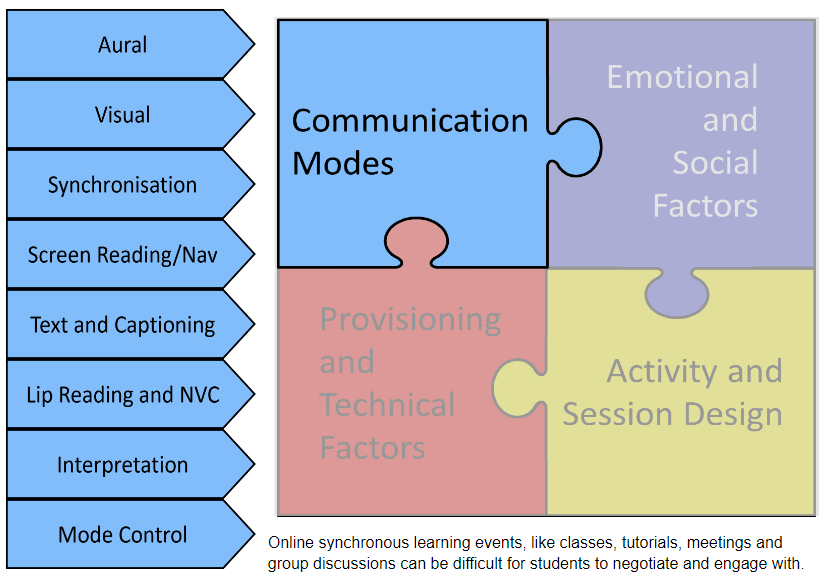 Aural
Visual
Synchronisation
Screen Reading/Nav
Text and Captioning
Lip Reading and NVC
Interpretation
Mode Control
Communication
Modes
Emotional
and
Social
Factors
Provisioning
and
Technical
Factors
Activity and
Session Design
Online synchronous learning events, like classes, tutorials, meetings and
group discussions can be difficult for students to negotiate and engage with.